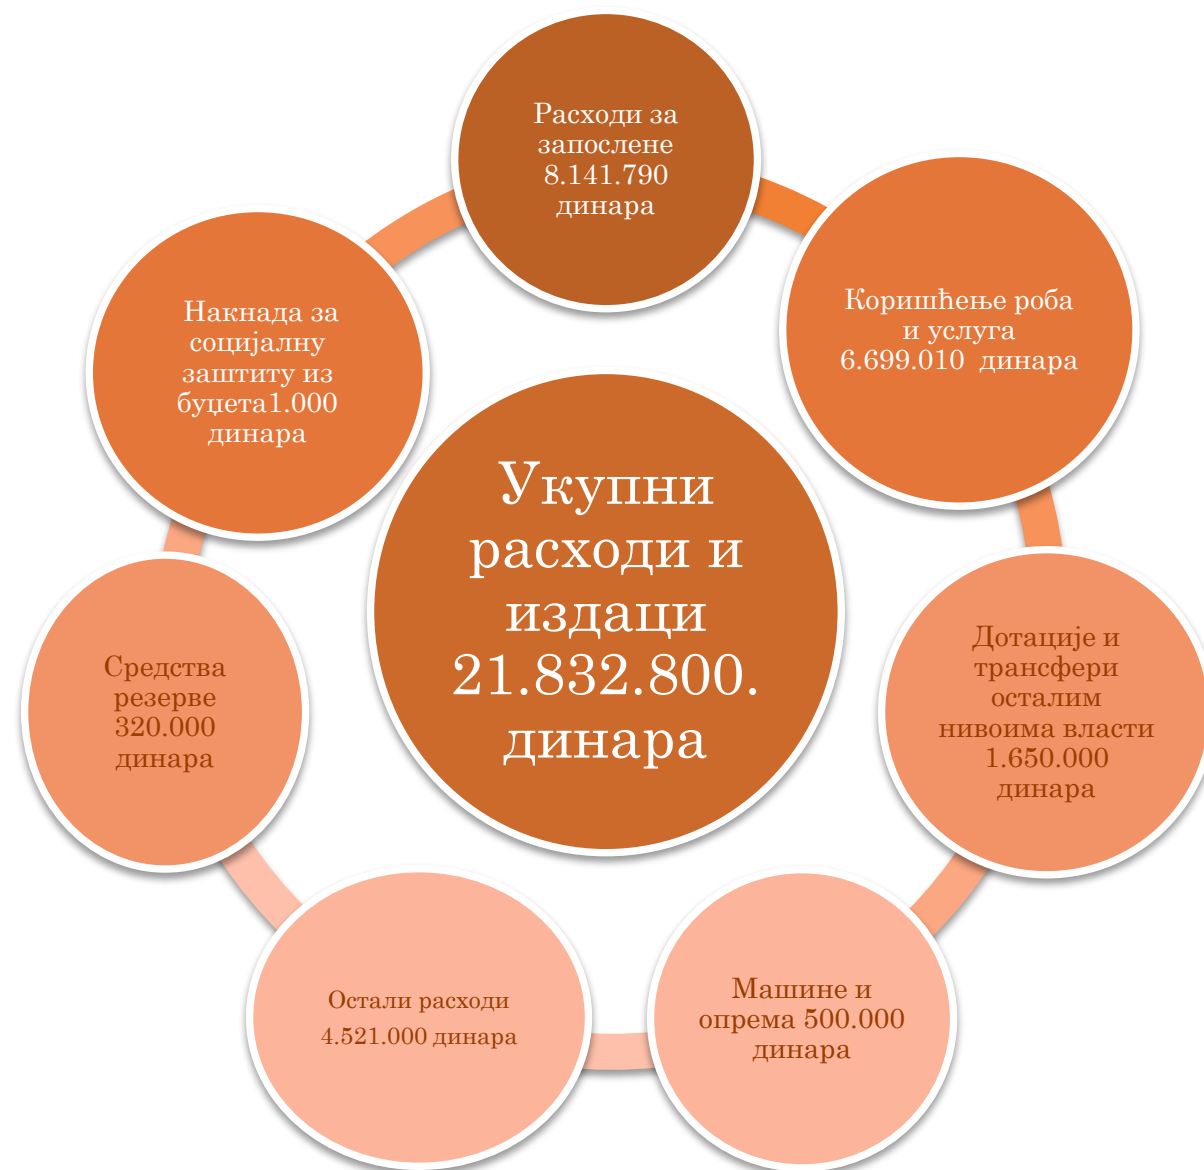 Расходи за
запослене
8.141.790
динара
Коришћење роба
и услуга
6.699.010  динара
Накнада за
социјалну
заштиту из
буџета1.000
динара
Укупни
расходи и
издаци
21.832.800.
динара
Дотације и
трансфери
осталим
нивоима власти
1.650.000
динара
Средства
резерве
320.000
динара
Машине и
опрема 500.000
динара
Остали расходи
4.521.000 динара